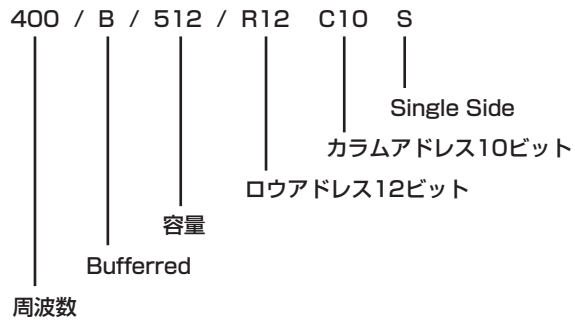 400 / B / 512 / R12 C10 S
Single Side
カラムアドレス10ビット
ロウアドレス12ビット
容量
Bufferred
周波数